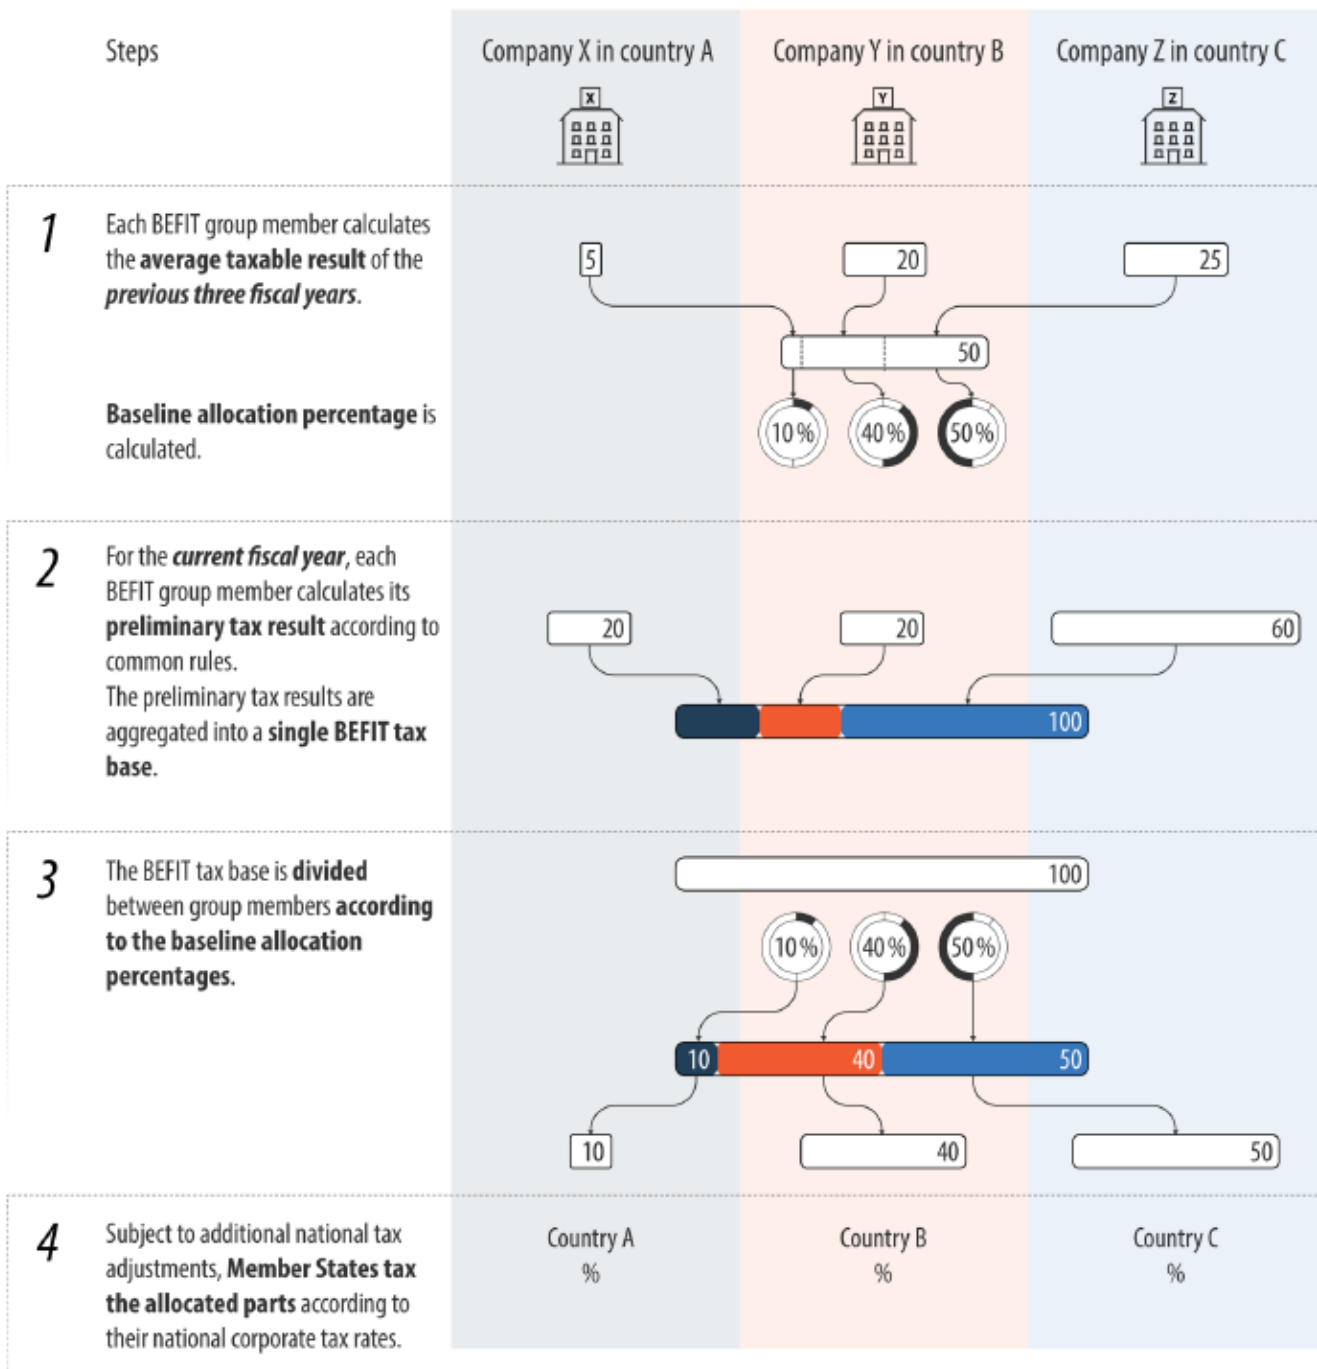 Steps
Company X in country A
Company Y in country B
Company Z in country C
X
Y
Z
1
Each BEFIT group member calculates
the average taxable result of the
previous three fiscal years.
5
20
25
50
Baseline allocation percentage is
calculated.
10 %
40 %
50 %
2
For the current fiscal year, each
BEFIT group member calculates its
preliminary tax result according to
common rules.
The preliminary tax results are
aggregated into a single BEFIT tax
base.
20
20
60
100
3
The BEFIT tax base is divided
between group members according
to the baseline allocation
percentages.
100
10 %
40 %
50 %
10
40
50
10
40
50
4
Subject to additional national tax
adjustments, Member States tax
the allocated parts according to
their national corporate tax rates.
Country A
%
Country B
%
Country C
%